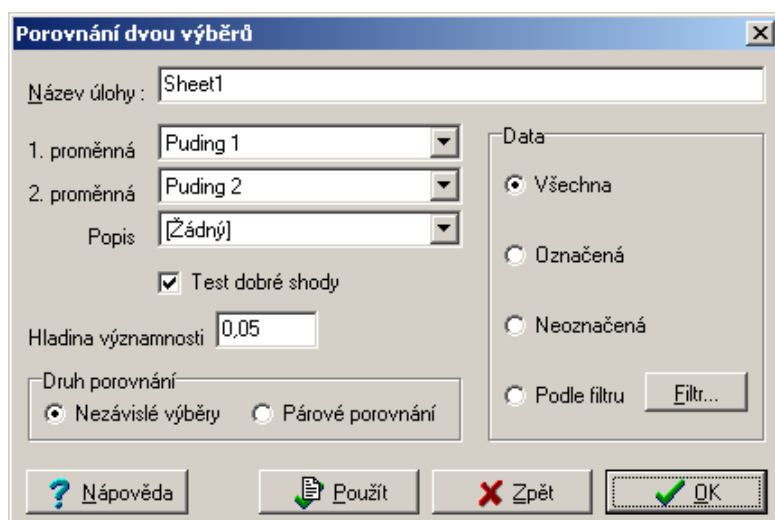 Porovnání dvou výběrů
Název úlohy :
Sheet1
1. proměnná
Puding 1
2. proměnná
Puding 2
Popis
[Žádný]
Test dobré shody
Hladina významnosti
0,05
Druh porovnání
Nezávislé výběry
Párové porovnání
Data
Všechna
Označená
Neoznačená
Podle filtru
Filtr...
Nápověda
Použít
Zpět
OK